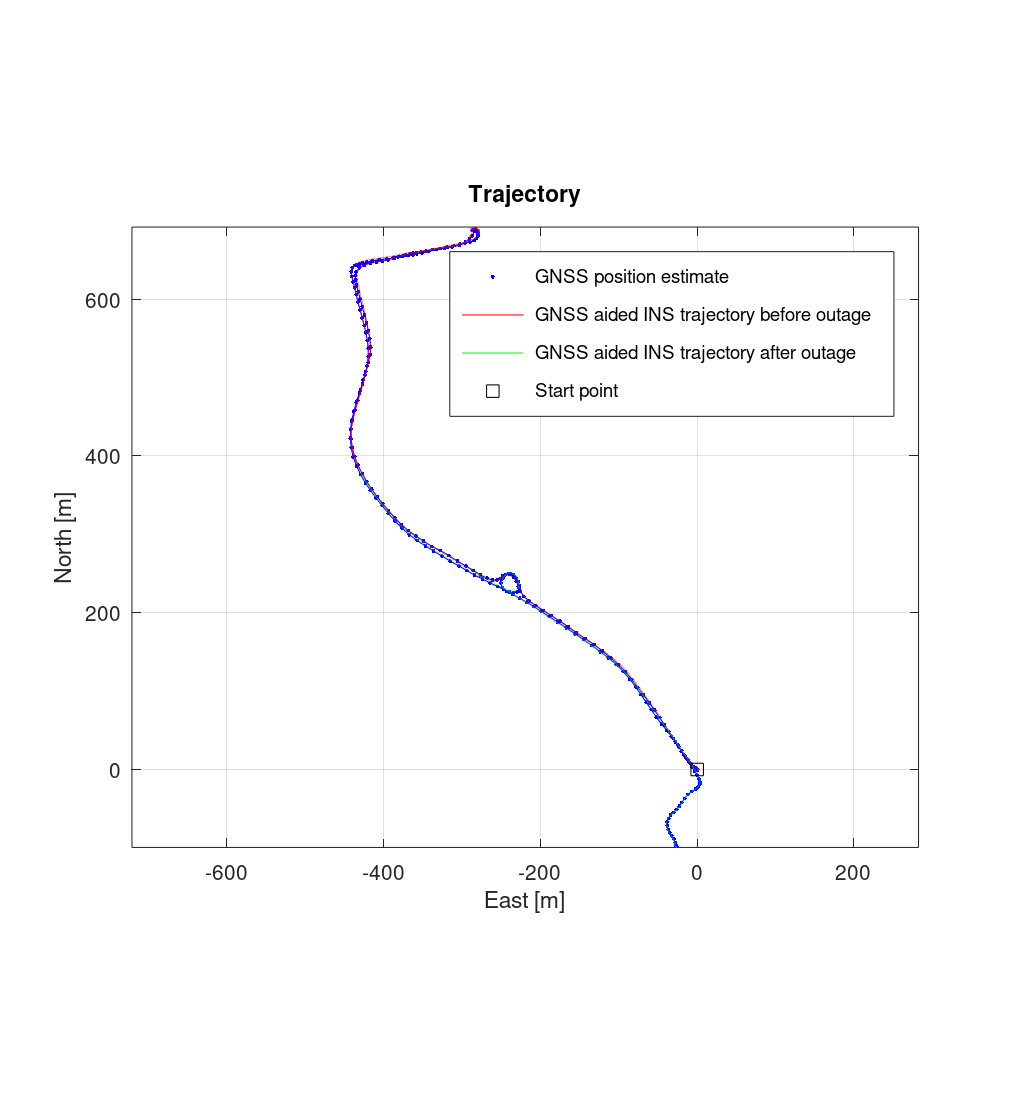 Trajectory
GNSS position estimate
GNSS aided INS trajectory before outage
GNSS aided INS trajectory after outage
Start point
600
400
200
0
North [m]
-600 -400 -200 0 200
East [m]